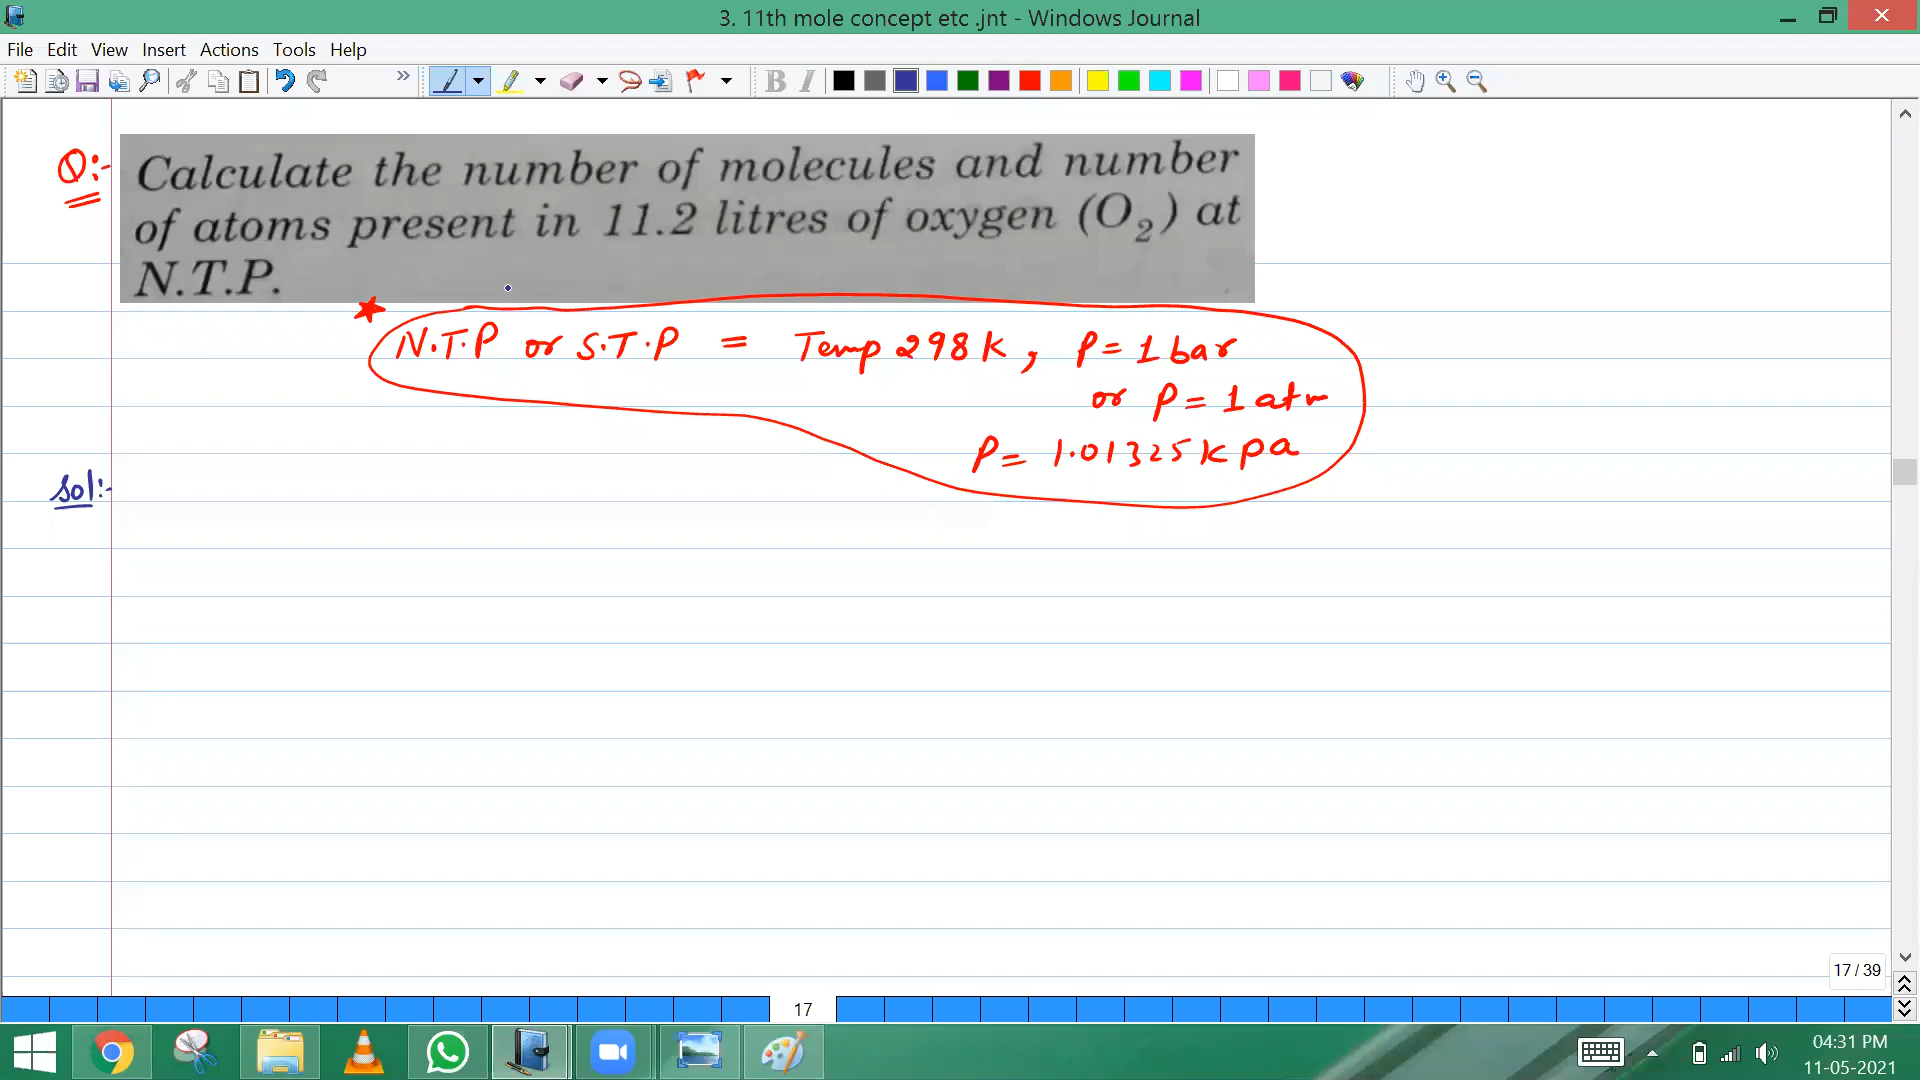 3. 11th mole concept etc .jnt - Windows Journal
File Edit View Insert Actions Tools Help
B I
Q:-
Calculate the number of molecules and number
of atoms present in 11.2 litres of oxygen (O₂) at
N.T.P.
N.T.P or S.T.P = Temp 298 K, P = 1 bar
or P = 1 atm
P = 1.01325 k pa
Sol:-
17 / 39
17
04:31 PM
11-05-2021